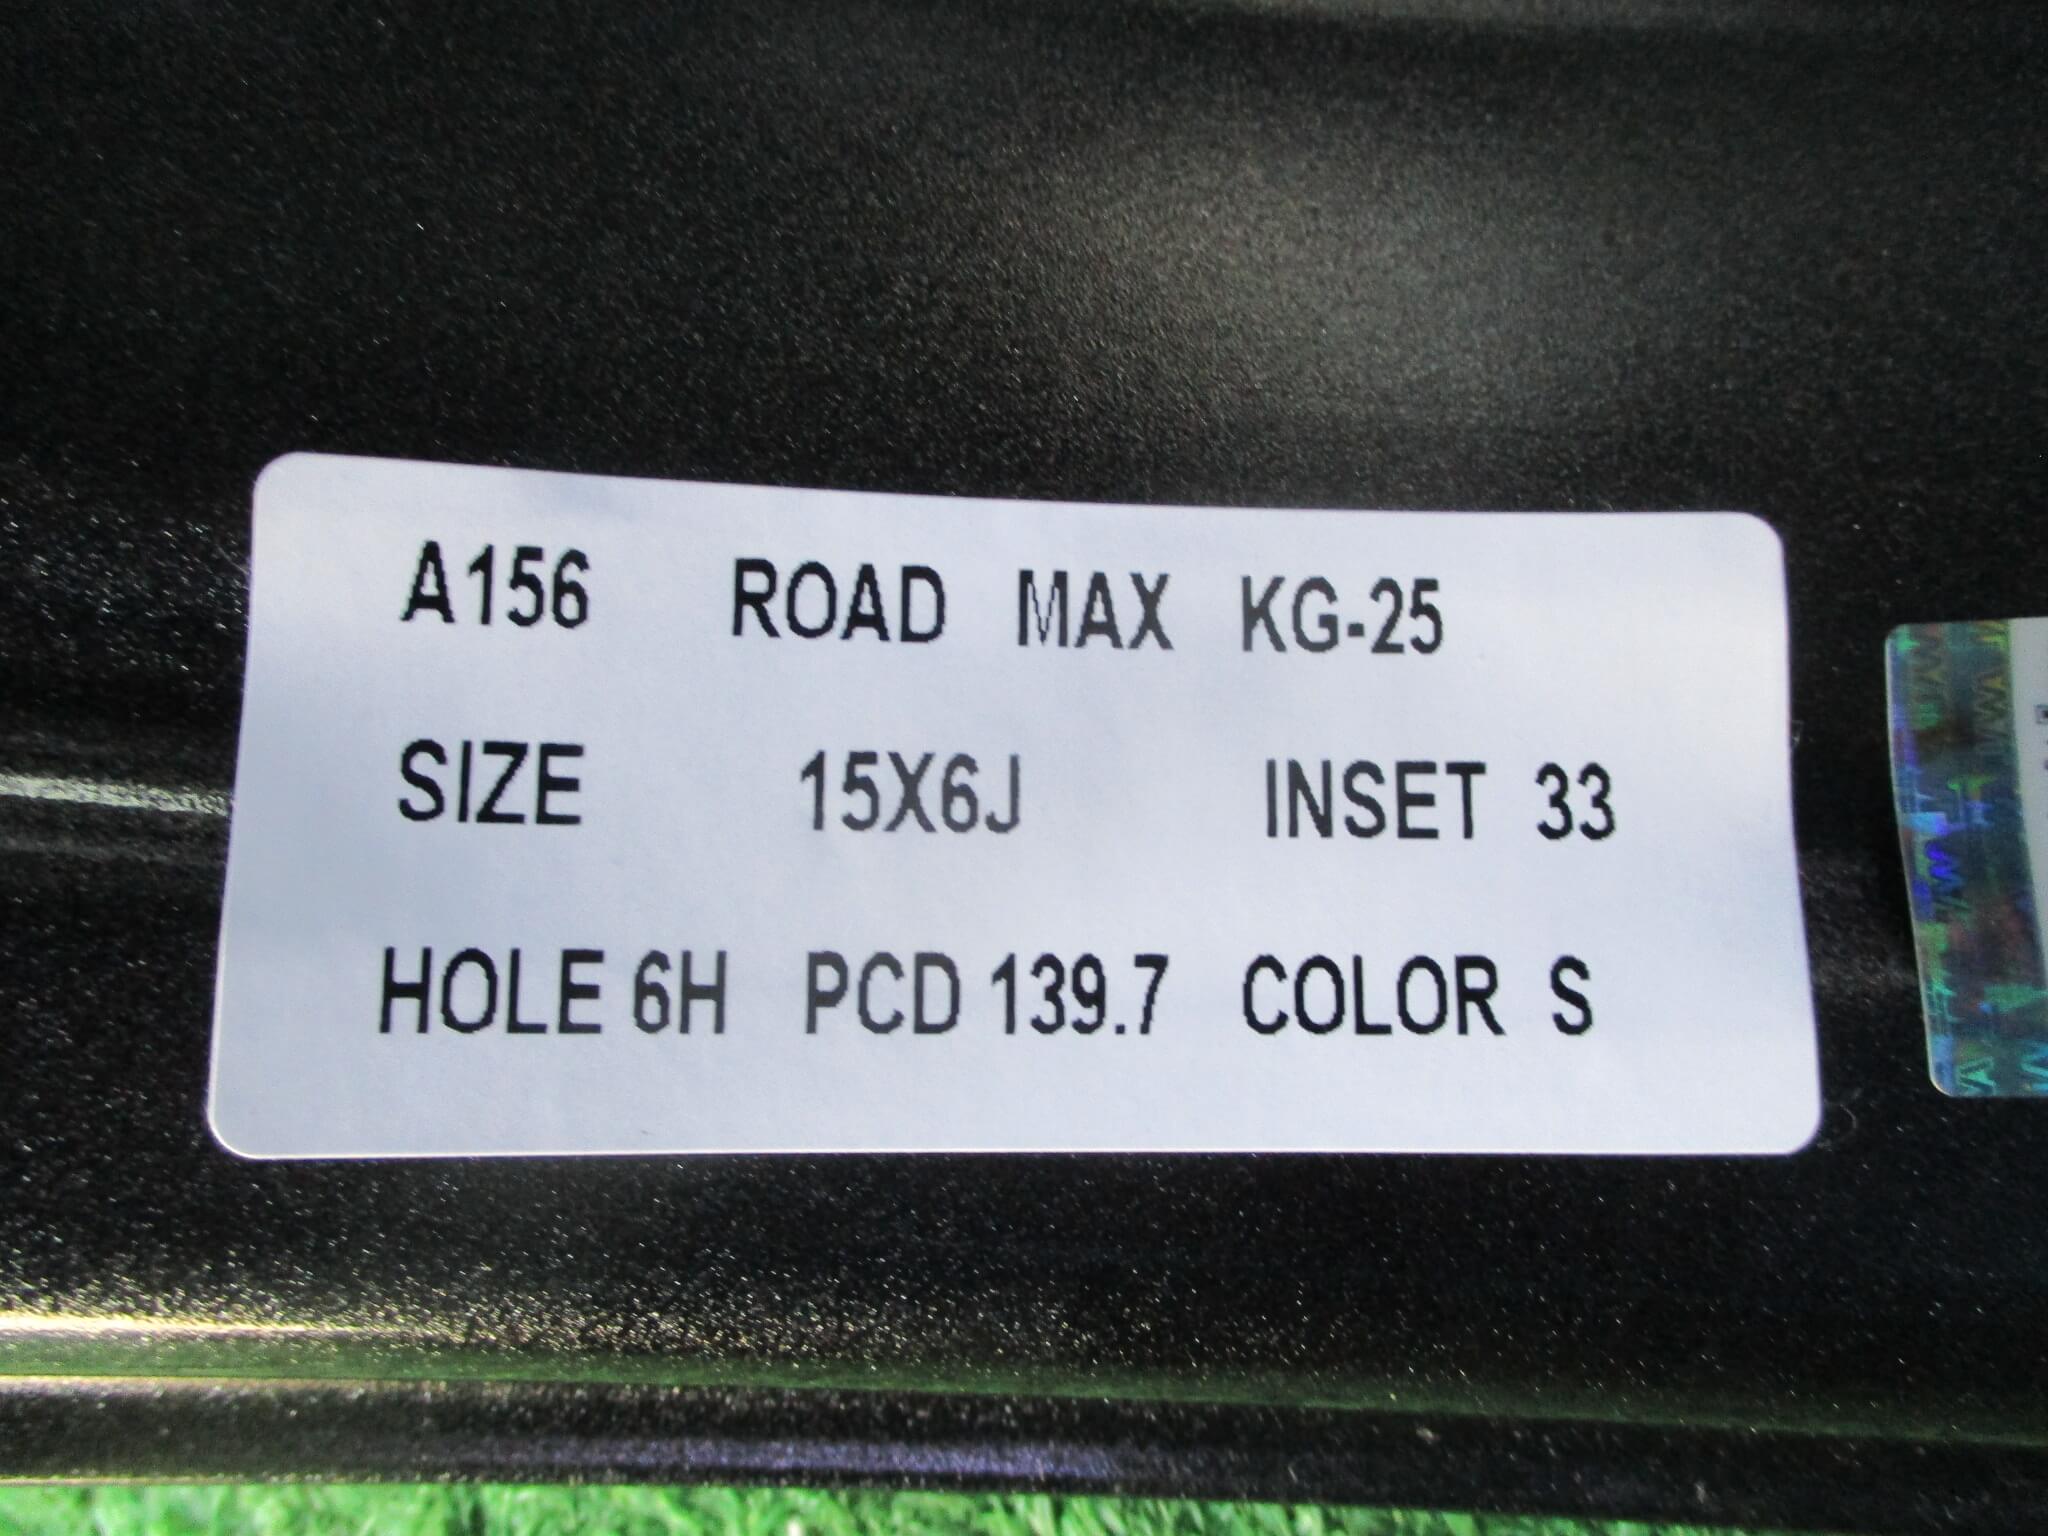 A156 ROAD MAX KG-25
SIZE 15X6J INSET 33
HOLE 6H PCD 139.7 COLOR S